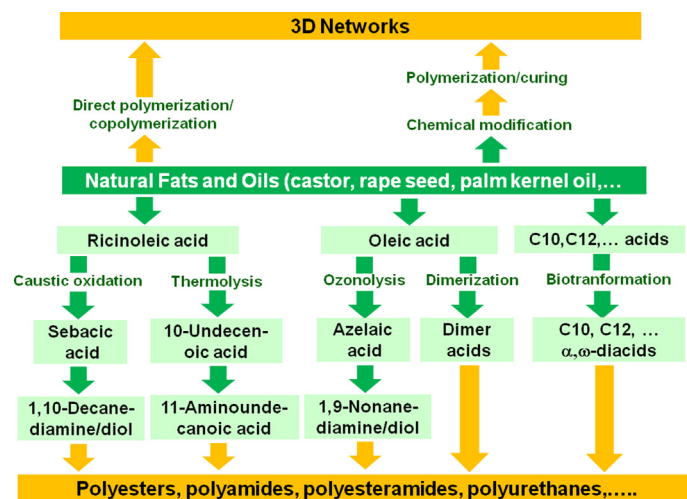 3D Networks
Direct polymerization/
copolymerization
Polymerization/curing
Chemical modification
Natural Fats and Oils (castor, rape seed, palm kernel oil,…
Ricinoleic acid
Oleic acid
C10,C12,… acids
Caustic oxidation
Thermolysis
Ozonolysis
Dimerization
Biotranformation
Sebacic
acid
10-Undecen-
oic acid
Azelaic
acid
Dimer
acids
C10, C12, …
α,ω-diacids
1,10-Decane-
diamine/diol
11-Aminounde-
canoic acid
1,9-Nonane-
diamine/diol
Polyesters, polyamides, polyesteramides, polyurethanes,…..